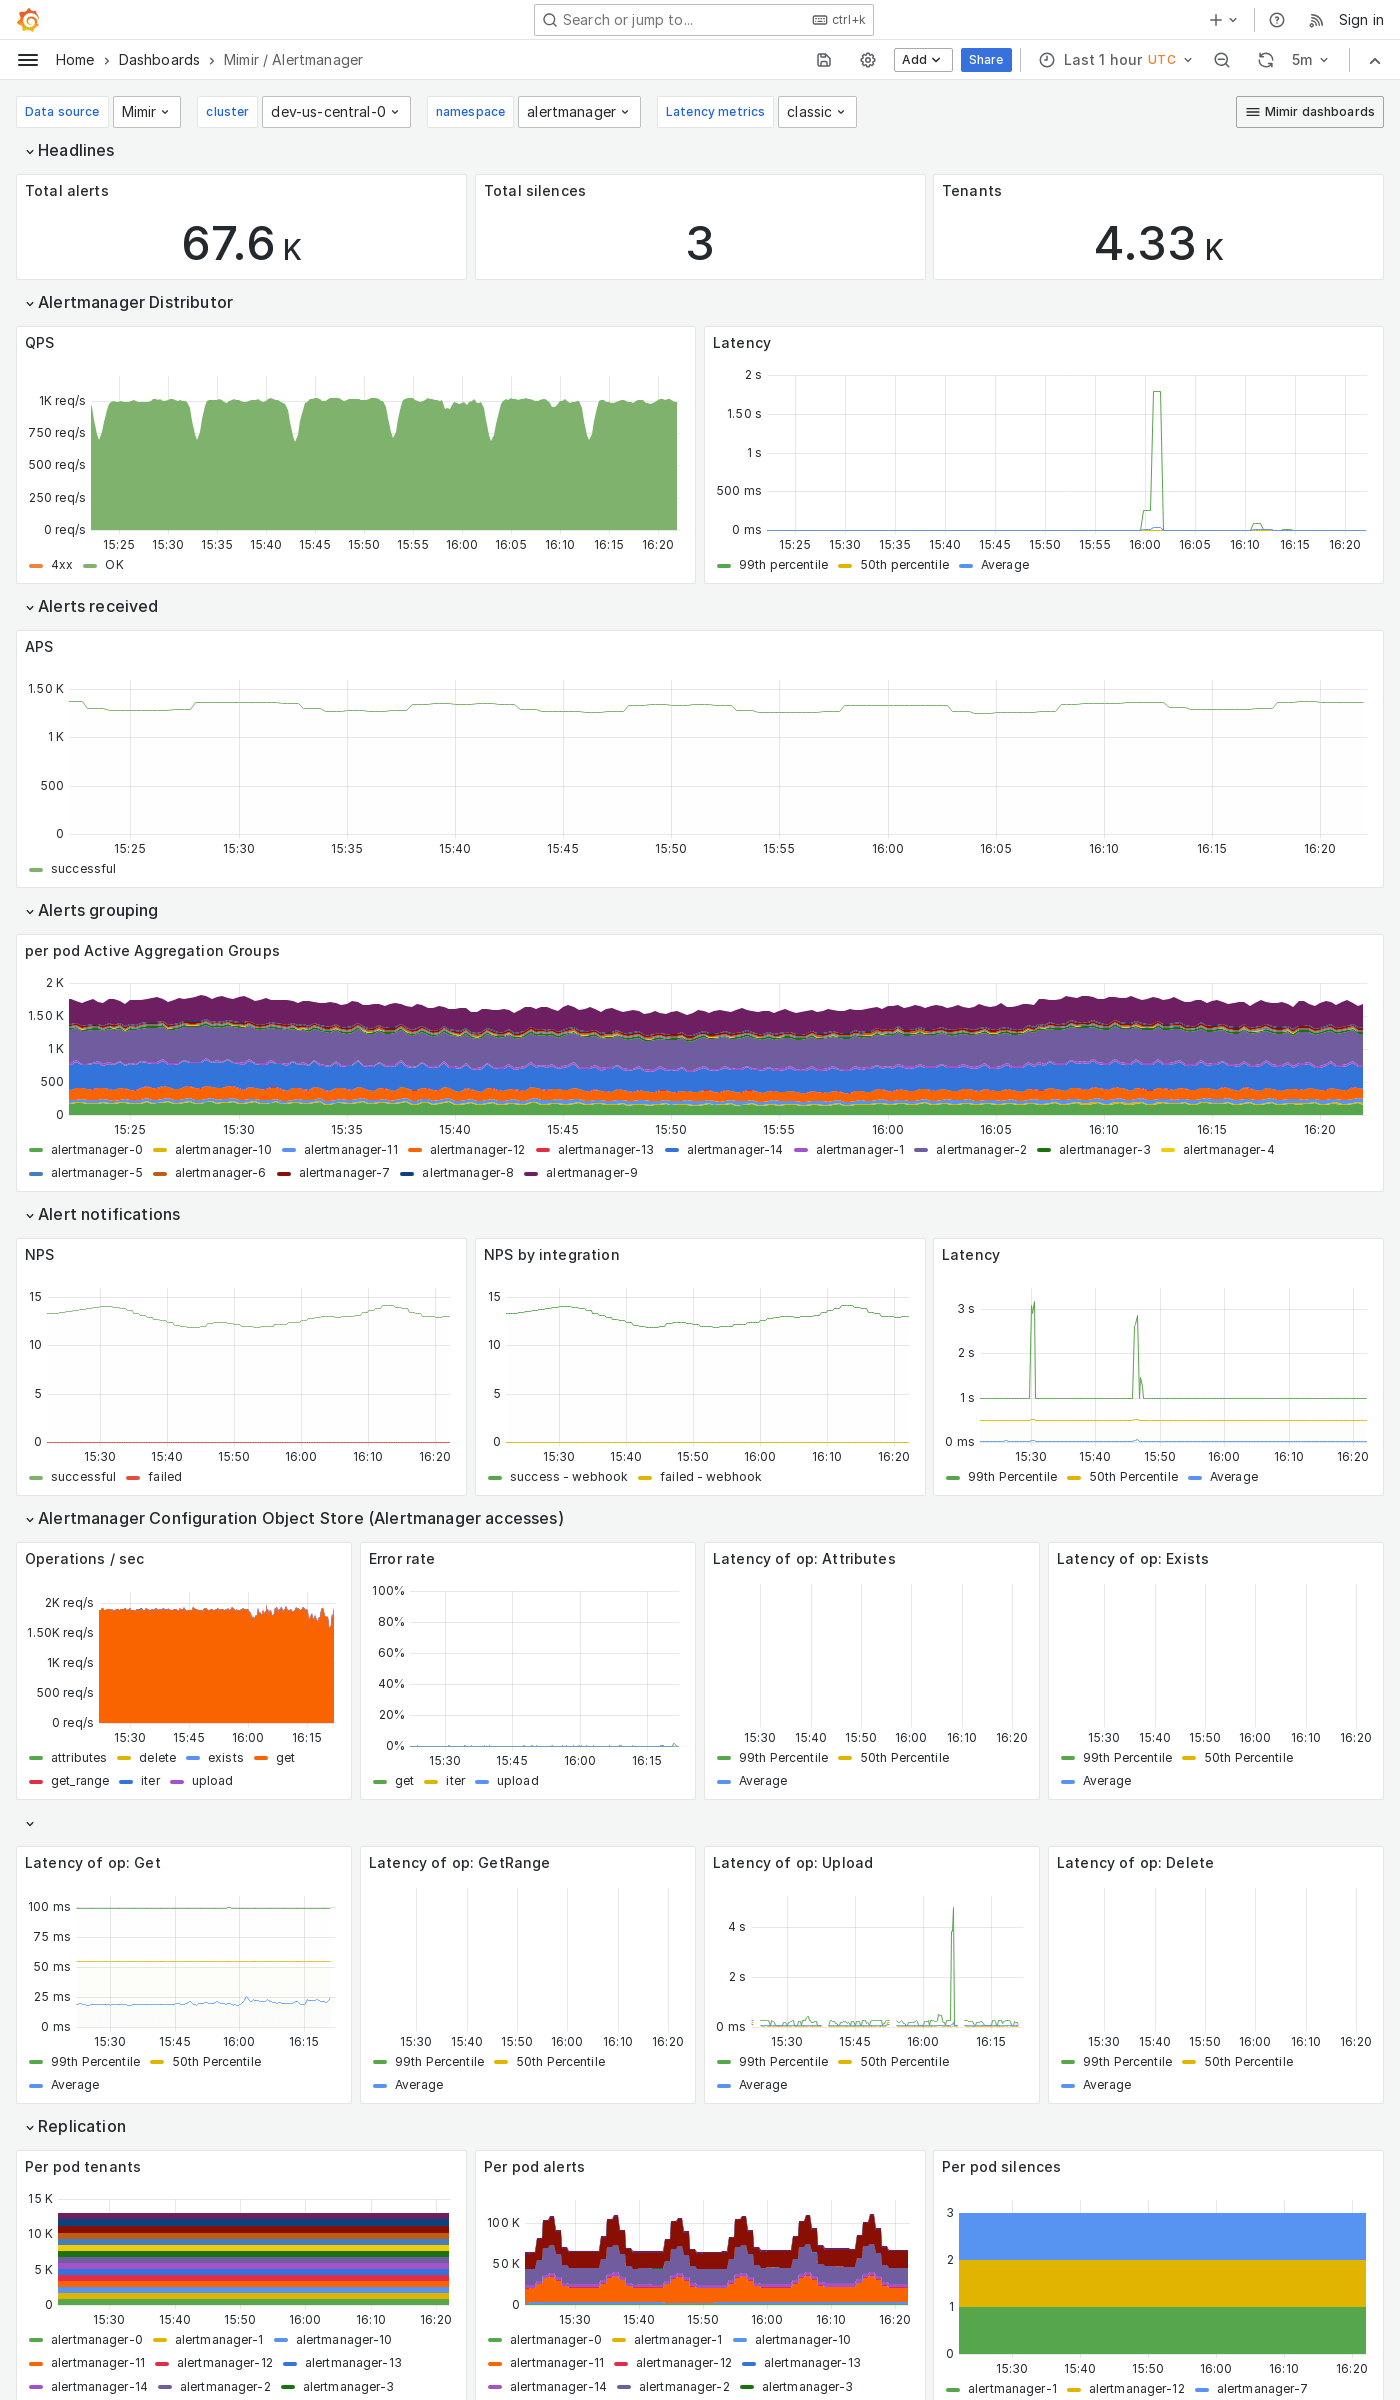 Search or jump to... ctrl+k Sign in
Home Dashboards Mimir / Alertmanager Add Share Last 1 hour UTC 5m
Data source Mimir cluster dev-us-central-0 namespace alertmanager Latency metrics classic Mimir dashboards
Headlines
Total alerts Total silences Tenants
67.6 K 3 4.33 K
Alertmanager Distributor
QPS
1K req/s
750 req/s
500 req/s
250 req/s
0 req/s
15:25 15:30 15:35 15:40 15:45 15:50 15:55 16:00 16:05 16:10 16:15 16:20
4xx OK
Latency
2 s
1.50 s
1 s
500 ms
0 ms
15:25 15:30 15:35 15:40 15:45 15:50 15:55 16:00 16:05 16:10 16:15 16:20
99th percentile 50th percentile Average
Alerts received
APS
1.50 K
1 K
500
0
15:25 15:30 15:35 15:40 15:45 15:50 15:55 16:00 16:05 16:10 16:15 16:20
successful
Alerts grouping
per pod Active Aggregation Groups
2 K
1.50 K
1 K
500
0
15:25 15:30 15:35 15:40 15:45 15:50 15:55 16:00 16:05 16:10 16:15 16:20
alertmanager-0 alertmanager-10 alertmanager-11 alertmanager-12 alertmanager-13 alertmanager-14 alertmanager-1 alertmanager-2 alertmanager-3 alertmanager-4
alertmanager-5 alertmanager-6 alertmanager-7 alertmanager-8 alertmanager-9
Alert notifications
NPS
15
10
5
0
15:30 15:40 15:50 16:00 16:10 16:20
successful failed
NPS by integration
15
10
5
0
15:30 15:40 15:50 16:00 16:10 16:20
success - webhook failed - webhook
Latency
3 s
2 s
1 s
0 ms
15:30 15:40 15:50 16:00 16:10 16:20
99th Percentile 50th Percentile Average
Alertmanager Configuration Object Store (Alertmanager accesses)
Operations / sec
2K req/s
1.50K req/s
1K req/s
500 req/s
0 req/s
15:30 15:45 16:00 16:15
attributes delete exists get
get_range iter upload
Error rate
100%
80%
60%
40%
20%
0%
15:30 15:45 16:00 16:15
get iter upload
Latency of op: Attributes
15:30 15:40 15:50 16:00 16:10 16:20
99th Percentile 50th Percentile
Average
Latency of op: Exists
15:30 15:40 15:50 16:00 16:10 16:20
99th Percentile 50th Percentile
Average
Latency of op: Get
100 ms
75 ms
50 ms
25 ms
0 ms
15:30 15:45 16:00 16:15
99th Percentile 50th Percentile
Average
Latency of op: GetRange
15:30 15:40 15:50 16:00 16:10 16:20
99th Percentile 50th Percentile
Average
Latency of op: Upload
4 s
2 s
0 ms
15:30 15:45 16:00 16:15
99th Percentile 50th Percentile
Average
Latency of op: Delete
15:30 15:40 15:50 16:00 16:10 16:20
99th Percentile 50th Percentile
Average
Replication
Per pod tenants
15 K
10 K
5 K
0
15:30 15:40 15:50 16:00 16:10 16:20
alertmanager-0 alertmanager-1 alertmanager-10
alertmanager-11 alertmanager-12 alertmanager-13
alertmanager-14 alertmanager-2 alertmanager-3
Per pod alerts
100 K
50 K
0
15:30 15:40 15:50 16:00 16:10 16:20
alertmanager-0 alertmanager-1 alertmanager-10
alertmanager-11 alertmanager-12 alertmanager-13
alertmanager-14 alertmanager-2 alertmanager-3
Per pod silences
3
2
1
0
15:30 15:40 15:50 16:00 16:10 16:20
alertmanager-1 alertmanager-12 alertmanager-7